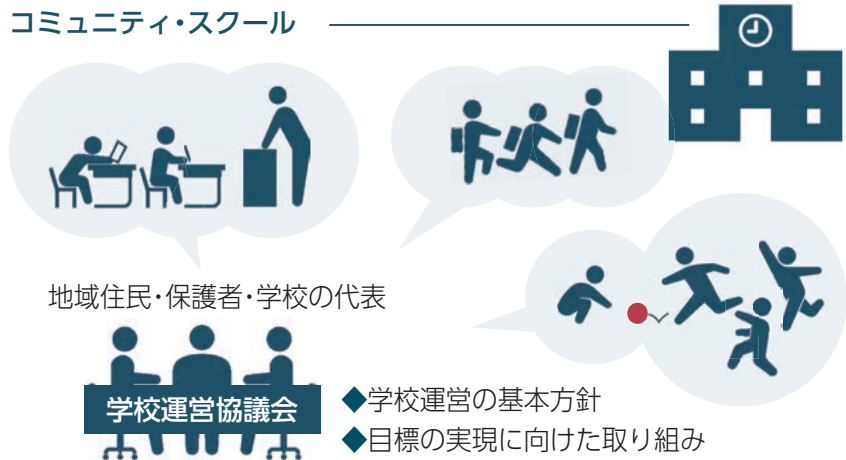 コミュニティ・スクール
地域住民・保護者・学校の代表
学校運営協議会
◆学校運営の基本方針
◆目標の実現に向けた取り組み